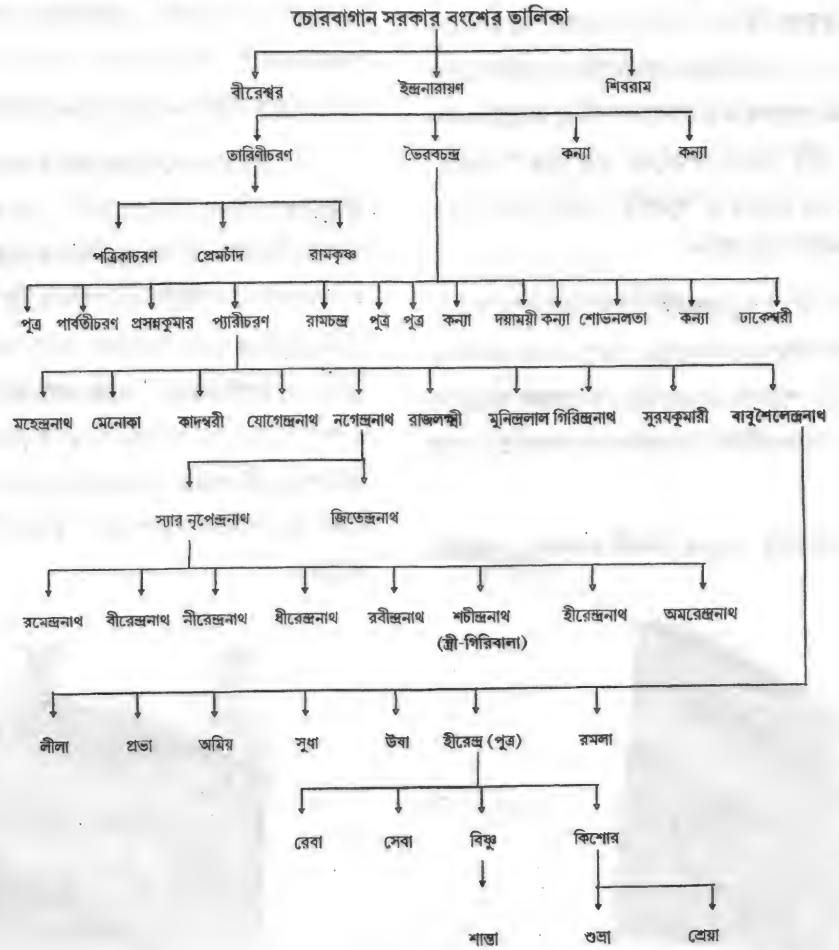 চোরবাগান সরকার বংশের তালিকা
বীরেশ্বর ইন্দ্রনারায়ণ শিবরাম
তারিণীচরণ ভৈরবচন্দ্র কন্যা কন্যা
পত্রিকাচরণ প্রেমচাঁদ রামকৃষ্ণ
পুত্র পার্বতীচরণ প্রসন্নকুমার প্যারীচরণ রামচন্দ্র পুত্র পুত্র কন্যা দয়াময়ী কন্যা শোভনলতা কন্যা ঢাকেশ্বরী
মহেন্দ্রনাথ মেনোকা কাদম্বরী যোগেন্দ্রনাথ নগেন্দ্রনাথ রাজলক্ষ্মী মুনিন্দ্রলাল গিরিন্দ্রনাথ সুরযকুমারী বাবুশৈলেন্দ্রনাথ
স্যার নৃপেন্দ্রনাথ জিতেন্দ্রনাথ
রমেন্দ্রনাথ বীরেন্দ্রনাথ নীরেন্দ্রনাথ ধীরেন্দ্রনাথ রবীন্দ্রনাথ শচীন্দ্রনাথ হীরেন্দ্রনাথ অমরেন্দ্রনাথ
(স্ত্রী-গিরিবালা)
লীলা প্রভা অমিয় সুধা উষা হীরেন্দ্র (পুত্র) রমলা
রেবা সেবা বিষ্ণু কিশোর
শান্তা শুভ্রা শ্রেয়া